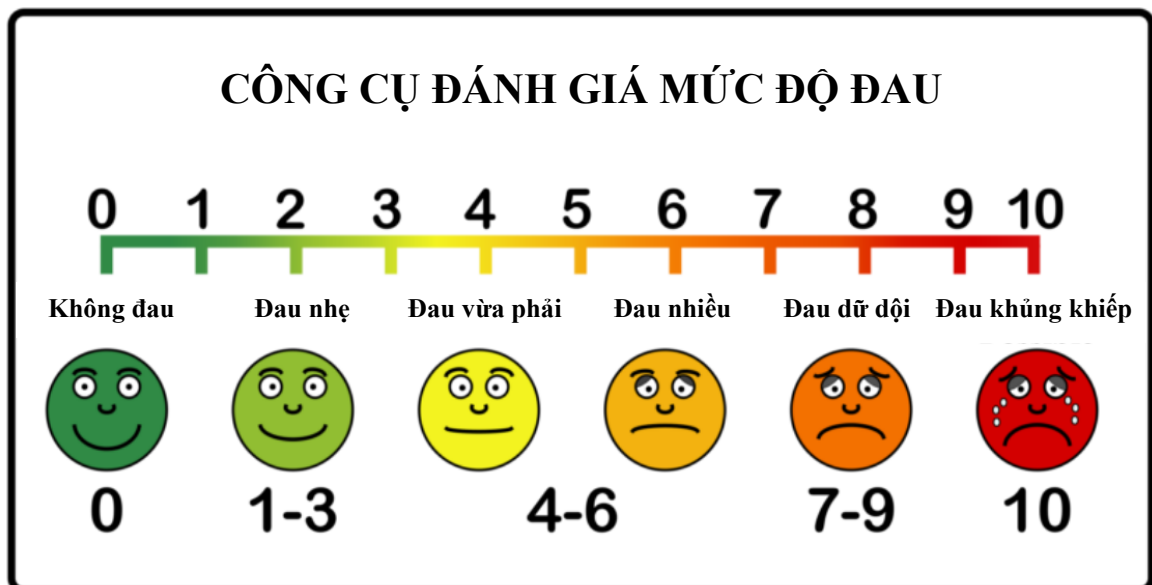 CÔNG CỤ ĐÁNH GIÁ MỨC ĐỘ ĐAU
0 1 2 3 4 5 6 7 8 9 10
Không đau Đau nhẹ Đau vừa phải Đau nhiều Đau dữ dội Đau khủng khiếp
0 1-3 4-6 7-9 10